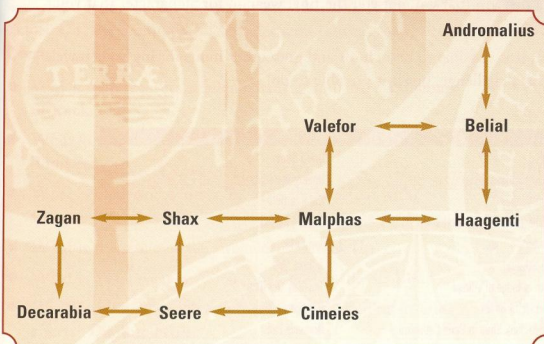 TERRÆ
Andromalius
Valefor Belial
Zagan Shax Malphas Haagenti
Decarabia Seere Cimeies